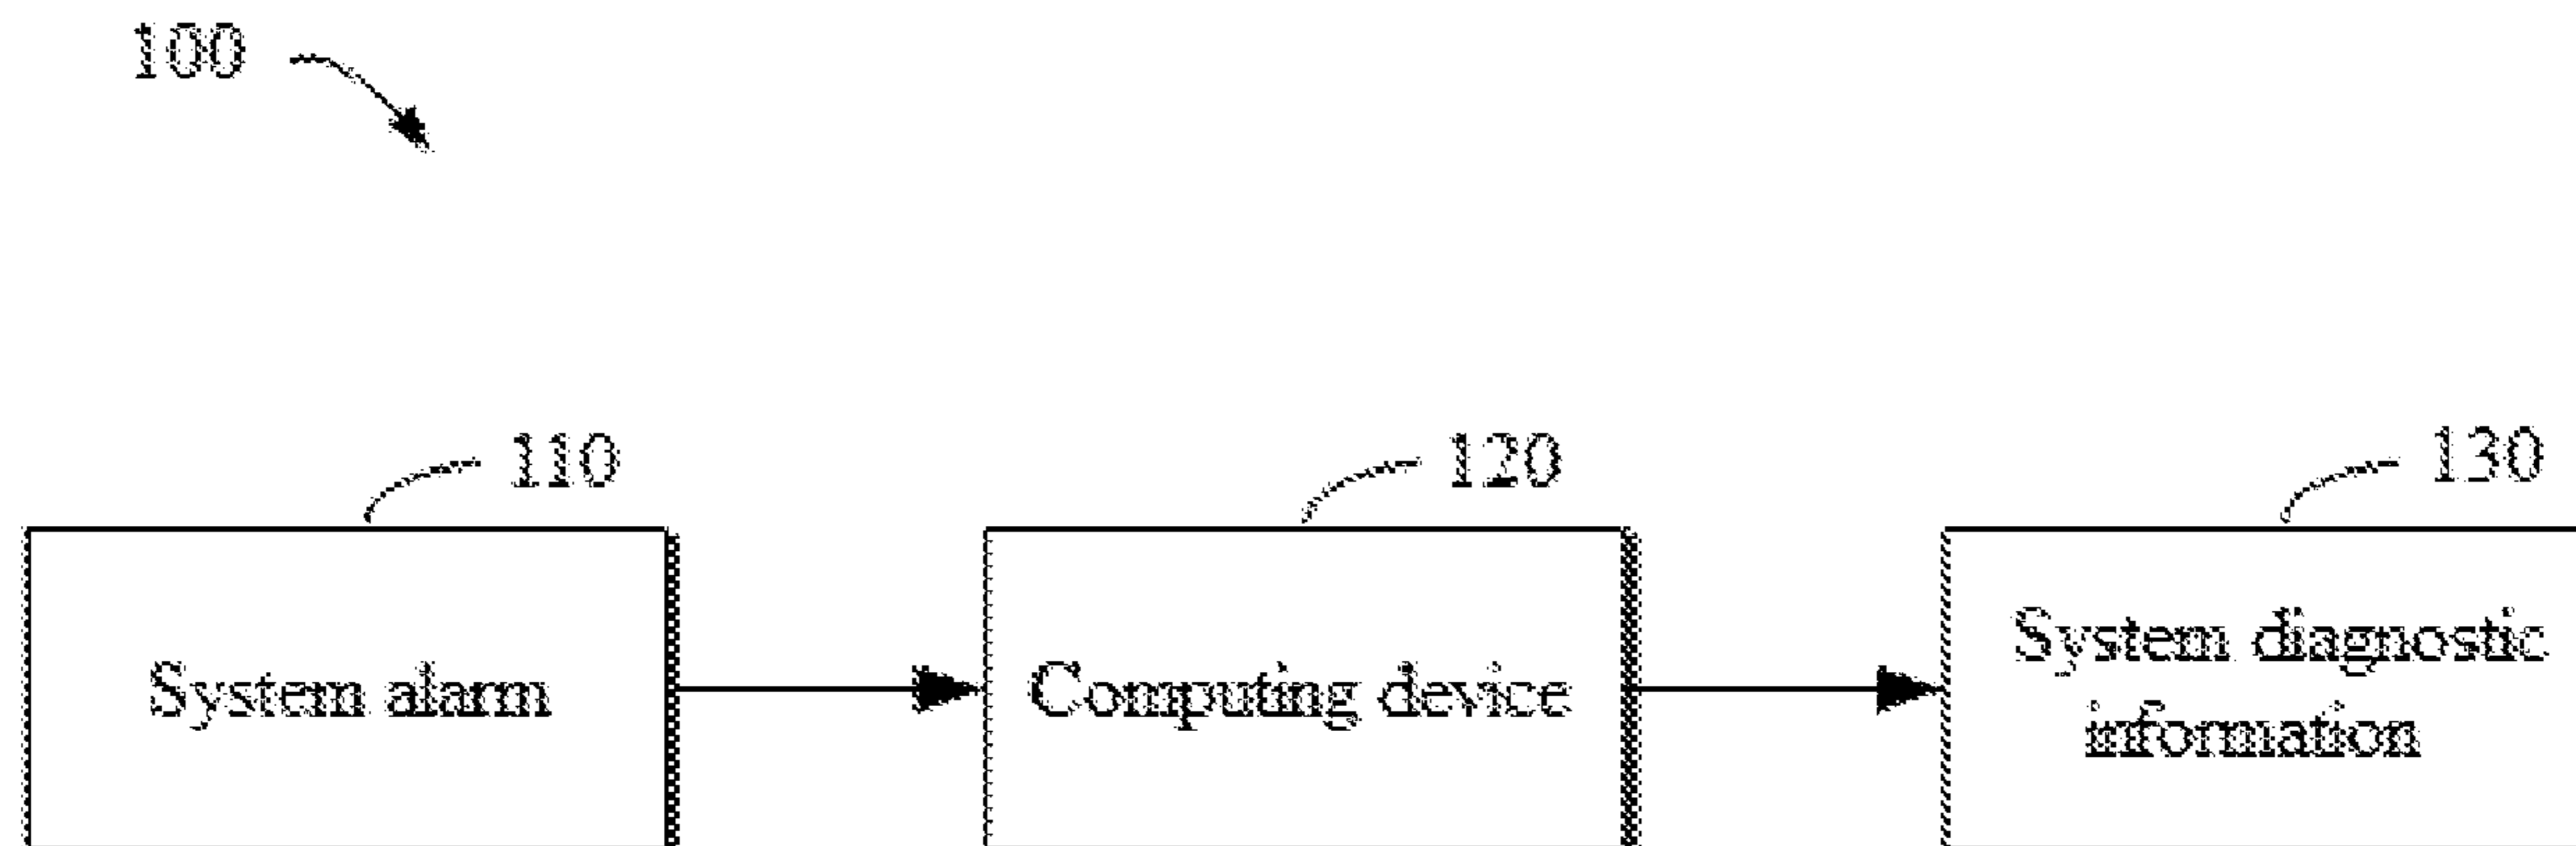 100
110
120
130
System alarm
Computing device
System diagnostic
information